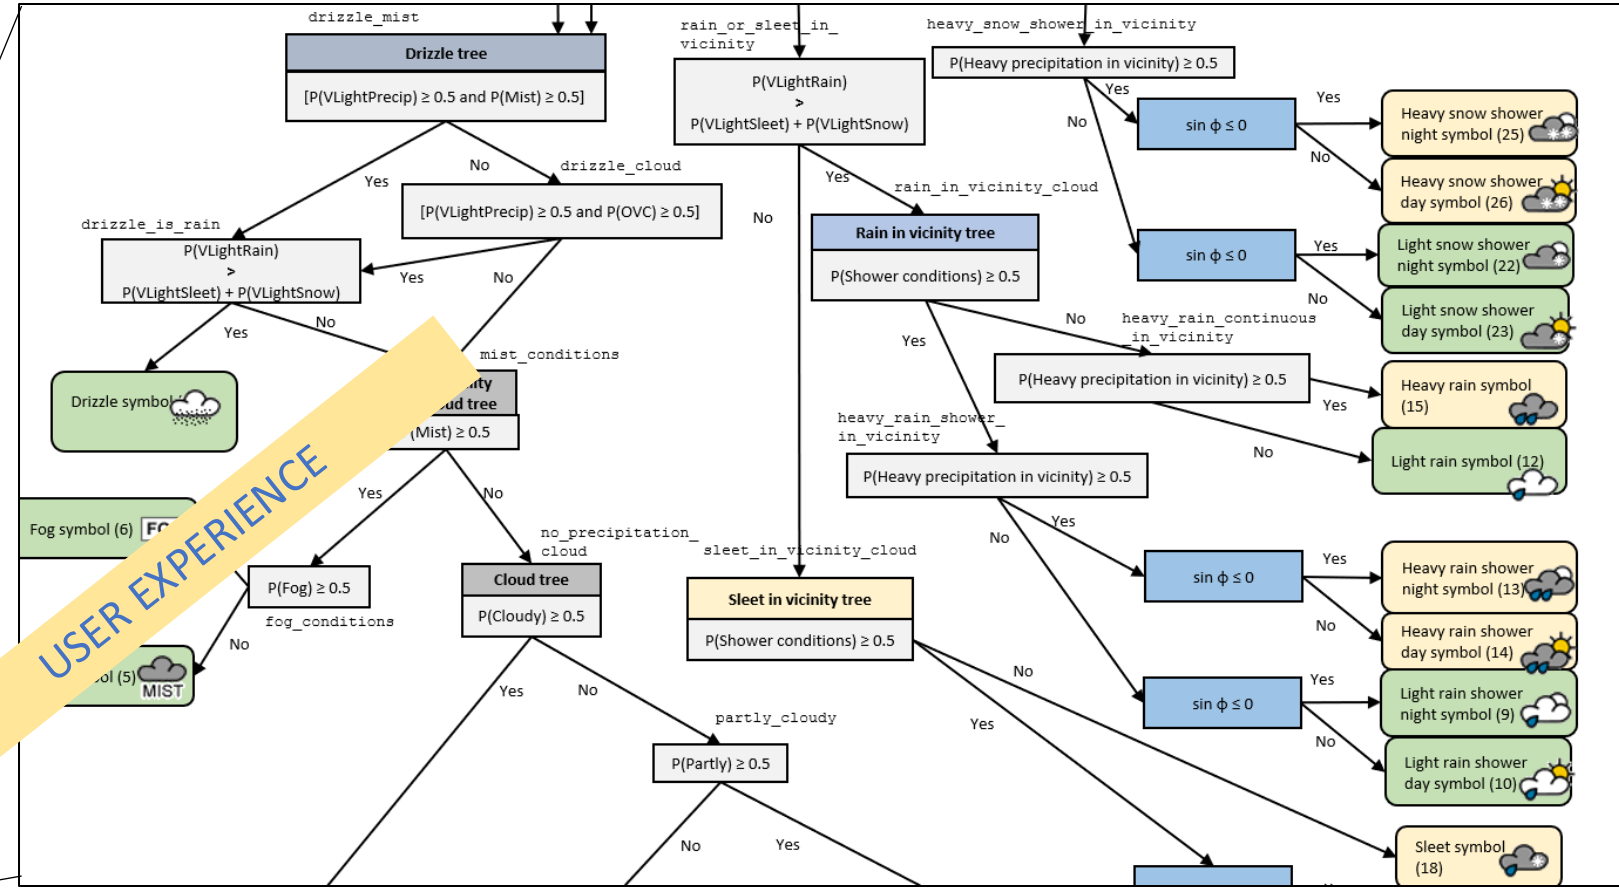 drizzle_mist
Drizzle tree
[P(VLightPrecip) ≥ 0.5 and P(Mist) ≥ 0.5]
Yes
No
drizzle_cloud
[P(VLightPrecip) ≥ 0.5 and P(OVC) ≥ 0.5]
Yes
No
drizzle_is_rain
P(VLightRain)
>
P(VLightSleet) + P(VLightSnow)
Yes
No
Drizzle symbol
mist_conditions
(Mist) ≥ 0.5
Yes
No
Fog symbol (6)
P(Fog) ≥ 0.5
fog_conditions
No
(5)
MIST
USER EXPERIENCE
no_precipitation_
cloud
Cloud tree
P(Cloudy) ≥ 0.5
Yes
No
partly_cloudy
P(Partly) ≥ 0.5
No
Yes
rain_or_sleet_in_
vicinity
P(VLightRain)
>
P(VLightSleet) + P(VLightSnow)
Yes
No
rain_in_vicinity_cloud
Rain in vicinity tree
P(Shower conditions) ≥ 0.5
Yes
No
heavy_rain_continuous
_in_vicinity
P(Heavy precipitation in vicinity) ≥ 0.5
Yes
No
heavy_rain_shower_
in_vicinity
P(Heavy precipitation in vicinity) ≥ 0.5
Yes
No
sleet_in_vicinity_cloud
Sleet in vicinity tree
P(Shower conditions) ≥ 0.5
No
Yes
heavy_snow_shower_in_vicinity
P(Heavy precipitation in vicinity) ≥ 0.5
Yes
No
sin ϕ ≤ 0
Yes
No
Heavy snow shower
night symbol (25)
Heavy snow shower
day symbol (26)
sin ϕ ≤ 0
Yes
No
Light snow shower
night symbol (22)
Light snow shower
day symbol (23)
Heavy rain symbol
(15)
Light rain symbol (12)
sin ϕ ≤ 0
Yes
No
Heavy rain shower
night symbol (13)
Heavy rain shower
day symbol (14)
sin ϕ ≤ 0
Yes
No
Light rain shower
night symbol (9)
Light rain shower
day symbol (10)
Sleet symbol
(18)